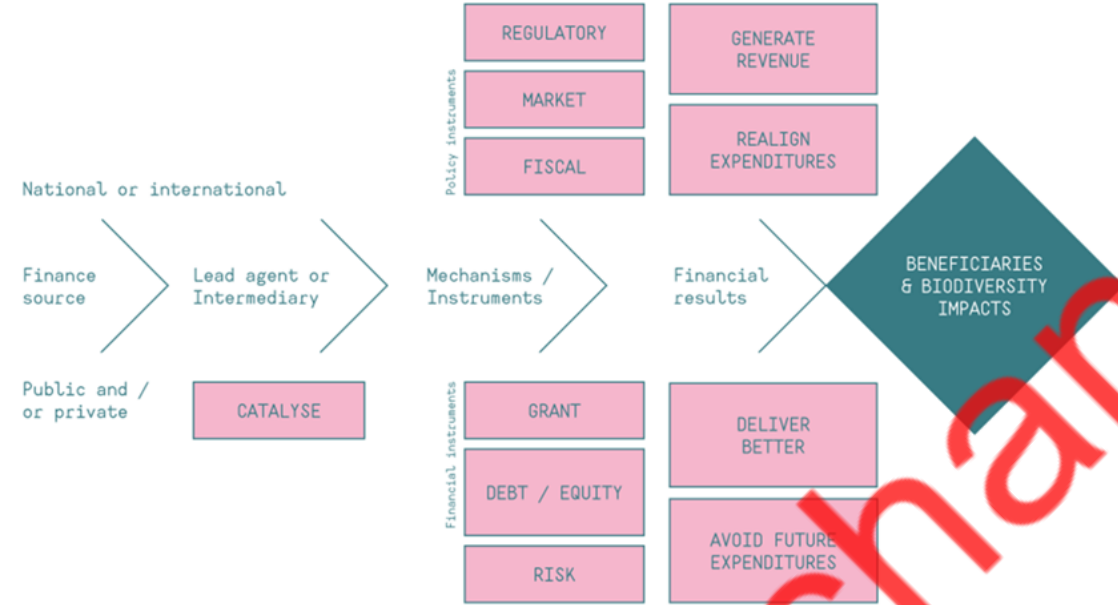 REGULATORY
GENERATE
REVENUE
MARKET
Policy instruments
REALIGN
EXPENDITURES
FISCAL
National or international
Finance
source
Lead agent or
Intermediary
Mechanisms /
Instruments
Financial
results
BENEFICIARIES
& BIODIVERSITY
IMPACTS
Public and /
or private
CATALYSE
Financial instruments
GRANT
DELIVER
BETTER
DEBT / EQUITY
AVOID FUTURE
EXPENDITURES
RISK